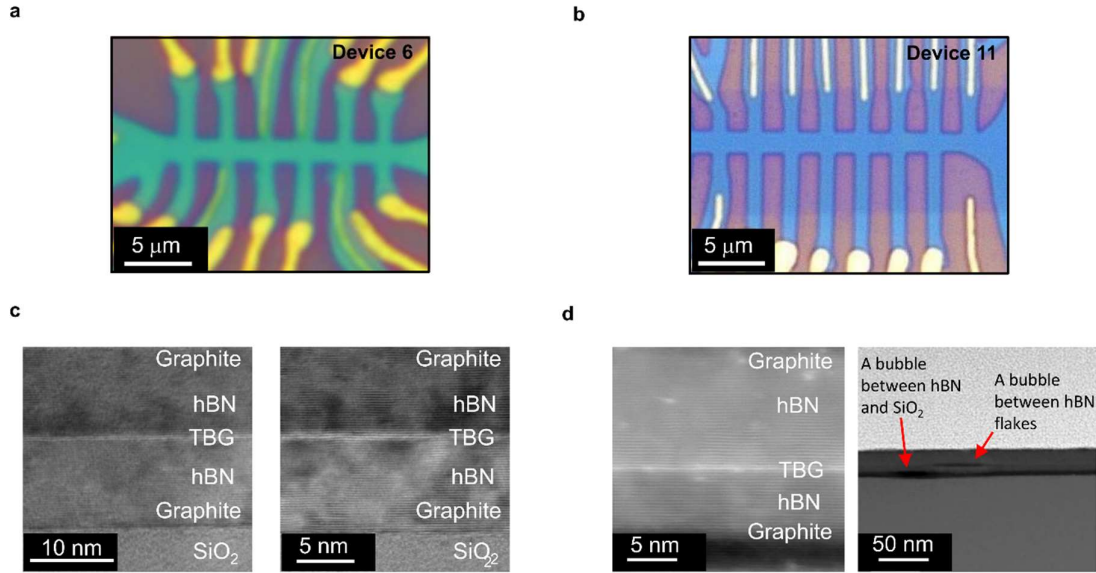 a
b
Device 6
Device 11
5 μm
5 μm
c
d
Graphite
hBN
TBG
hBN
Graphite
SiO2
10 nm
Graphite
hBN
TBG
hBN
Graphite
SiO2
2
5 nm
Graphite
hBN
TBG
hBN
Graphite
5 nm
A bubble
between hBN
and SiO2
A bubble
between hBN
flakes
50 nm